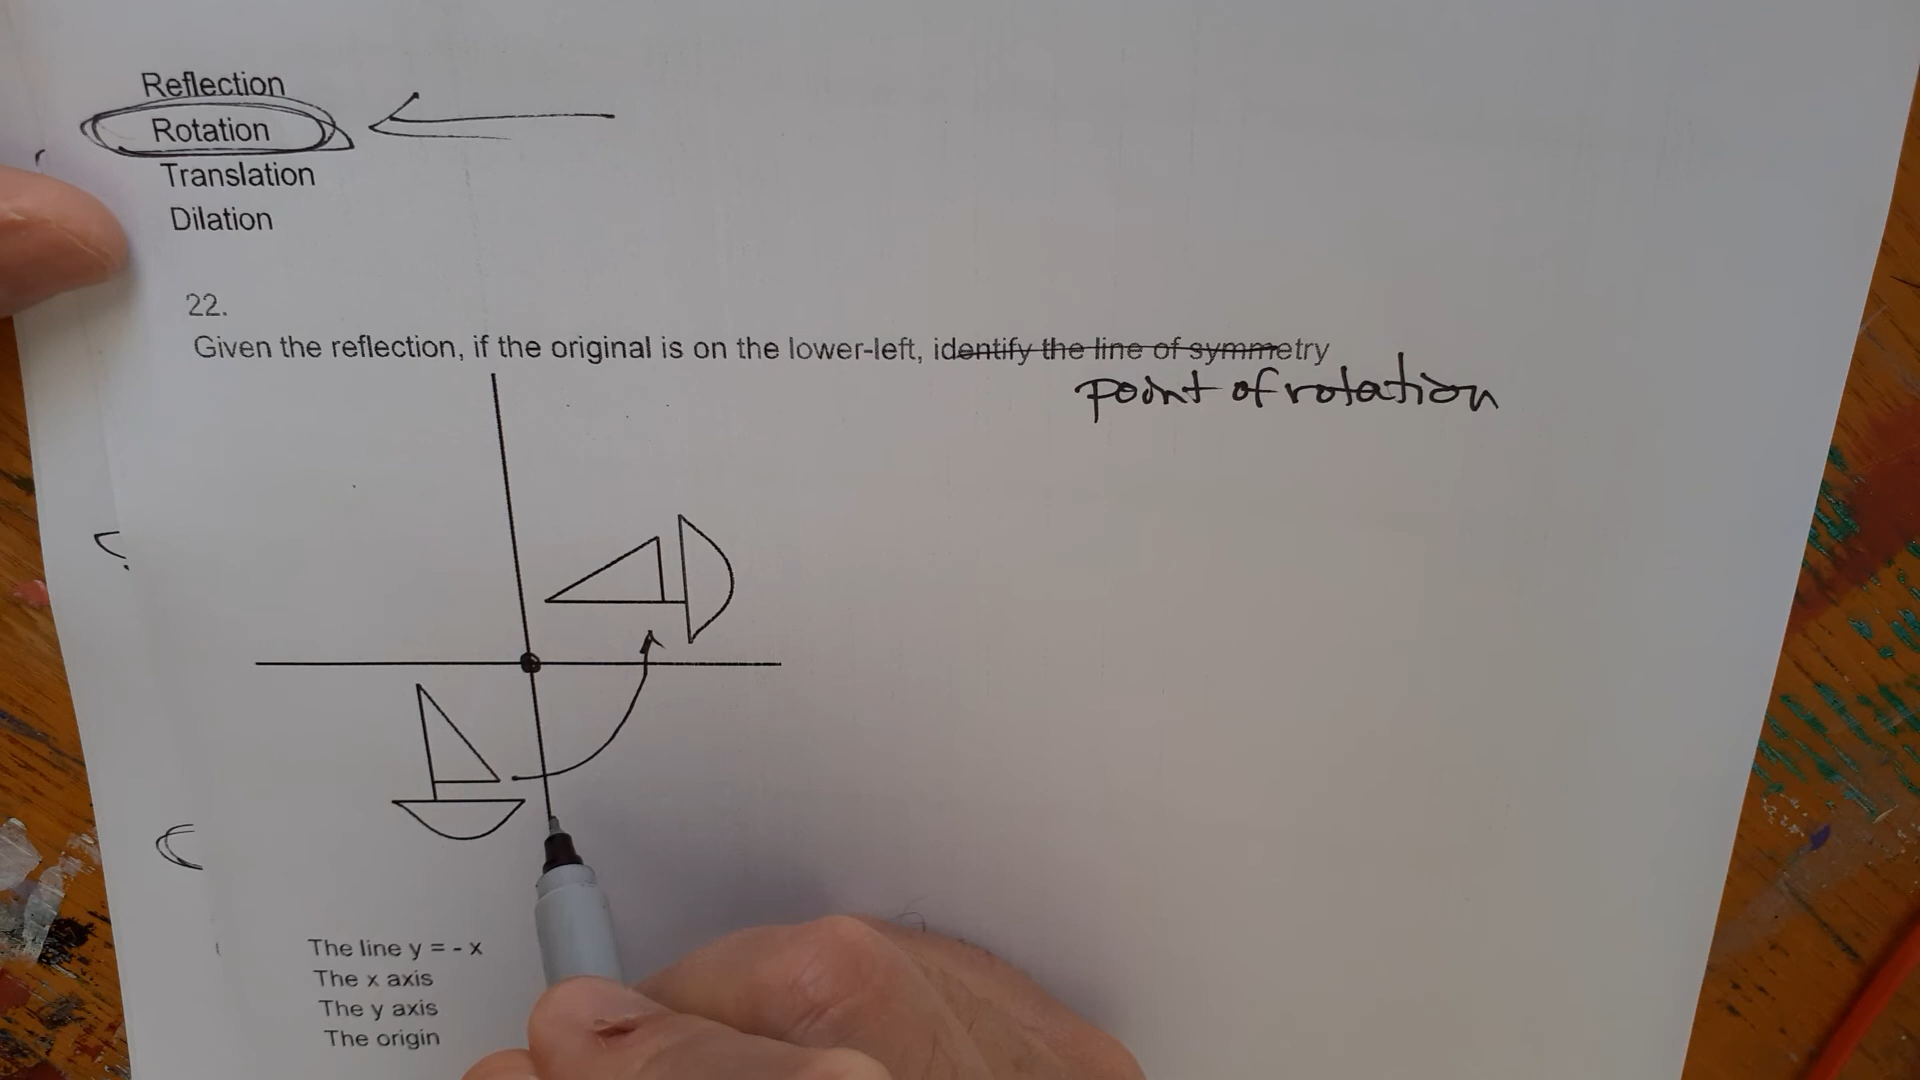 Reflection
Rotation
Translation
Dilation
22.
Given the reflection, if the original is on the lower-left, identify the line of symmetry
point of rotation
The line y = - x
The x axis
The y axis
The origin